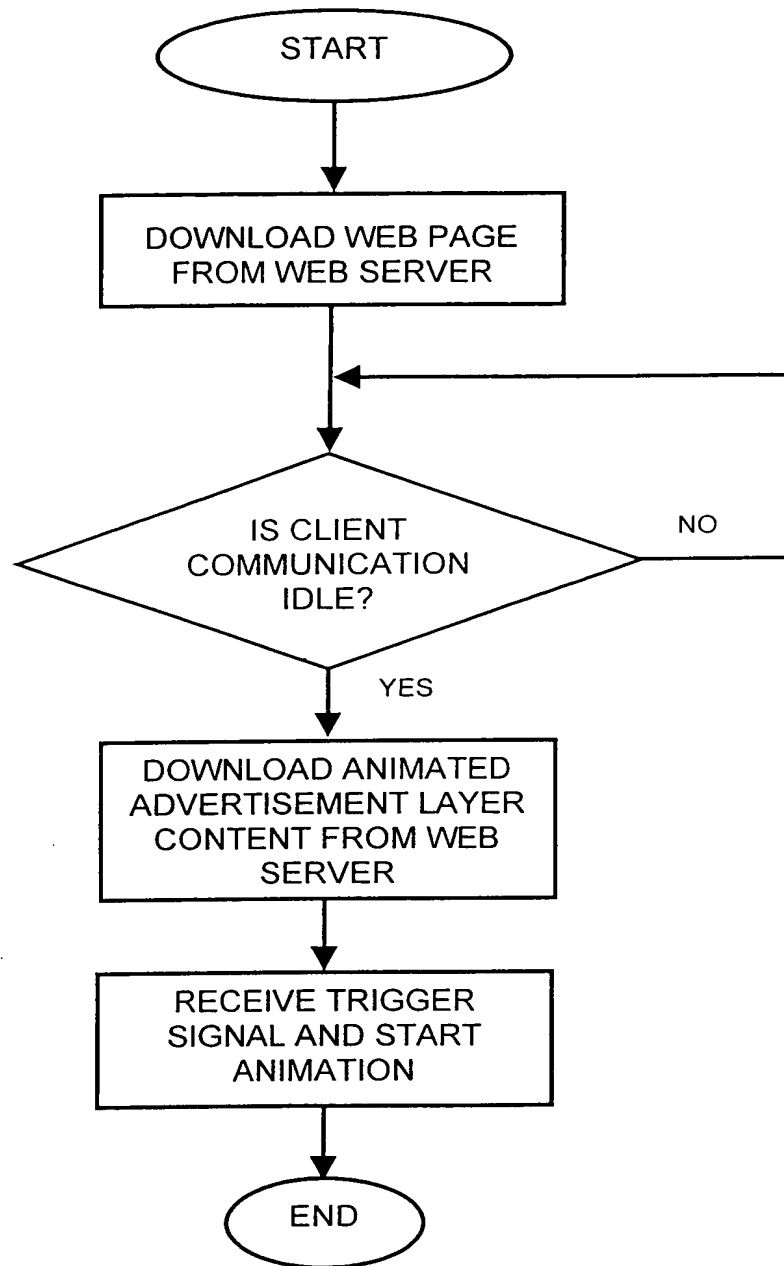 START
DOWNLOAD WEB PAGE
FROM WEB SERVER
IS CLIENT
COMMUNICATION
IDLE?
NO
YES
DOWNLOAD ANIMATED
ADVERTISEMENT LAYER
CONTENT FROM WEB
SERVER
RECEIVE TRIGGER
SIGNAL AND START
ANIMATION
END